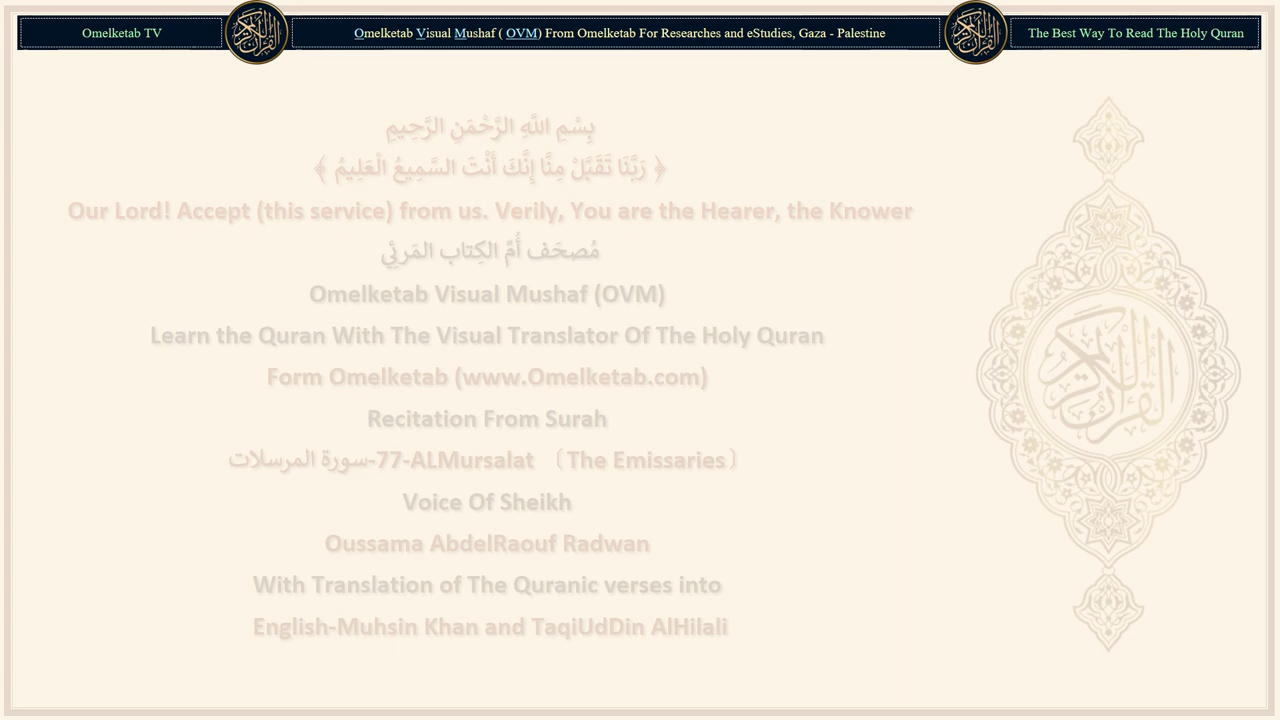 Omelketab TV
Omelketab Visual Mushaf ( OVM) From Omelketab For Researches and eStudies, Gaza - Palestine
The Best Way To Read The Holy Quran
بِسْمِ اللَّهِ الرَّحْمَنِ الرَّحِيمِ
﴿ رَبَّنَا تَقَبَّلْ مِنَّا إِنَّكَ أَنْتَ السَّمِيعُ الْعَلِيمُ ﴾
Our Lord! Accept (this service) from us. Verily, You are the Hearer, the Knower
مُصحَف أُمِّ الكِتاب المَرئِي
Omelketab Visual Mushaf (OVM)
Learn the Quran With The Visual Translator Of The Holy Quran
Form Omelketab (www.Omelketab.com)
Recitation From Surah
سورة المرسلات-77-ALMursalat 〔The Emissaries〕
Voice Of Sheikh
Oussama AbdelRaouf Radwan
With Translation of The Quranic verses into
English-Muhsin Khan and TaqiUdDin AlHilali
القرآن الكريم